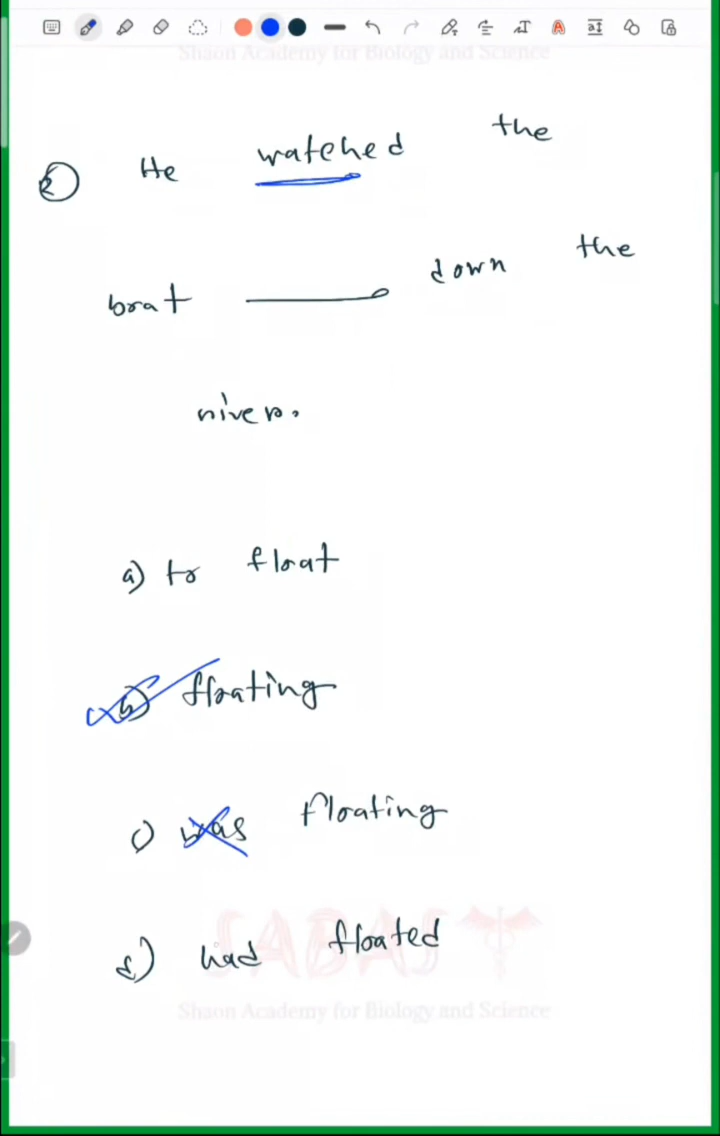 Shaon Academy for Biology and Science
2 He watched the
boat down the
river.
a) to float
b) floating
c) was floating
d) had floated
SABAS
Shaon Academy for Biology and Science